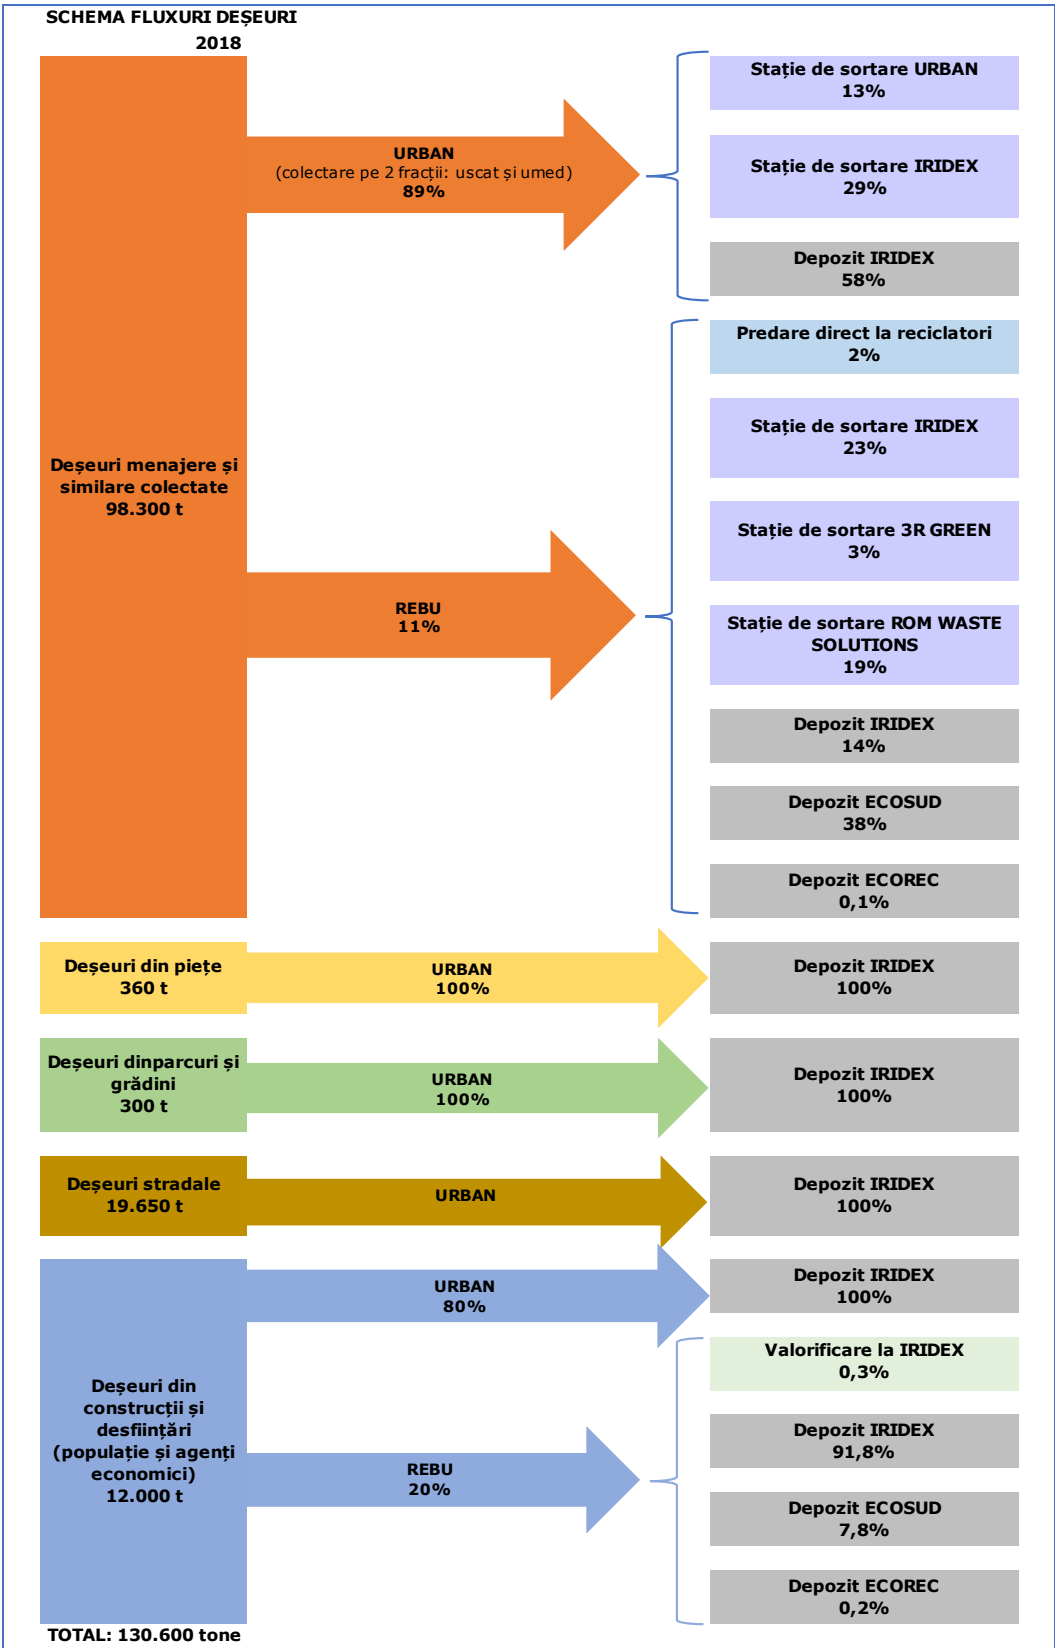 SCHEMA FLUXURI DEȘEURI
2018
Deșeuri menajere și
similare colectate
98.300 t
URBAN
(colectare pe 2 fracții: uscat și umed)
89%
Stație de sortare URBAN
13%
Stație de sortare IRIDEX
29%
Depozit IRIDEX
58%
REBU
11%
Predare direct la reciclatori
2%
Stație de sortare IRIDEX
23%
Stație de sortare 3R GREEN
3%
Stație de sortare ROM WASTE
SOLUTIONS
19%
Depozit IRIDEX
14%
Depozit ECOSUD
38%
Depozit ECOREC
0,1%
Deșeuri din piețe
360 t
URBAN
100%
Depozit IRIDEX
100%
Deșeuri dinparcuri și
grădini
300 t
URBAN
100%
Depozit IRIDEX
100%
Deșeuri stradale
19.650 t
URBAN
Depozit IRIDEX
100%
Deșeuri din
construcții și
desființări
(populație și agenți
economici)
12.000 t
URBAN
80%
Depozit IRIDEX
100%
REBU
20%
Valorificare la IRIDEX
0,3%
Depozit IRIDEX
91,8%
Depozit ECOSUD
7,8%
Depozit ECOREC
0,2%
TOTAL: 130.600 tone